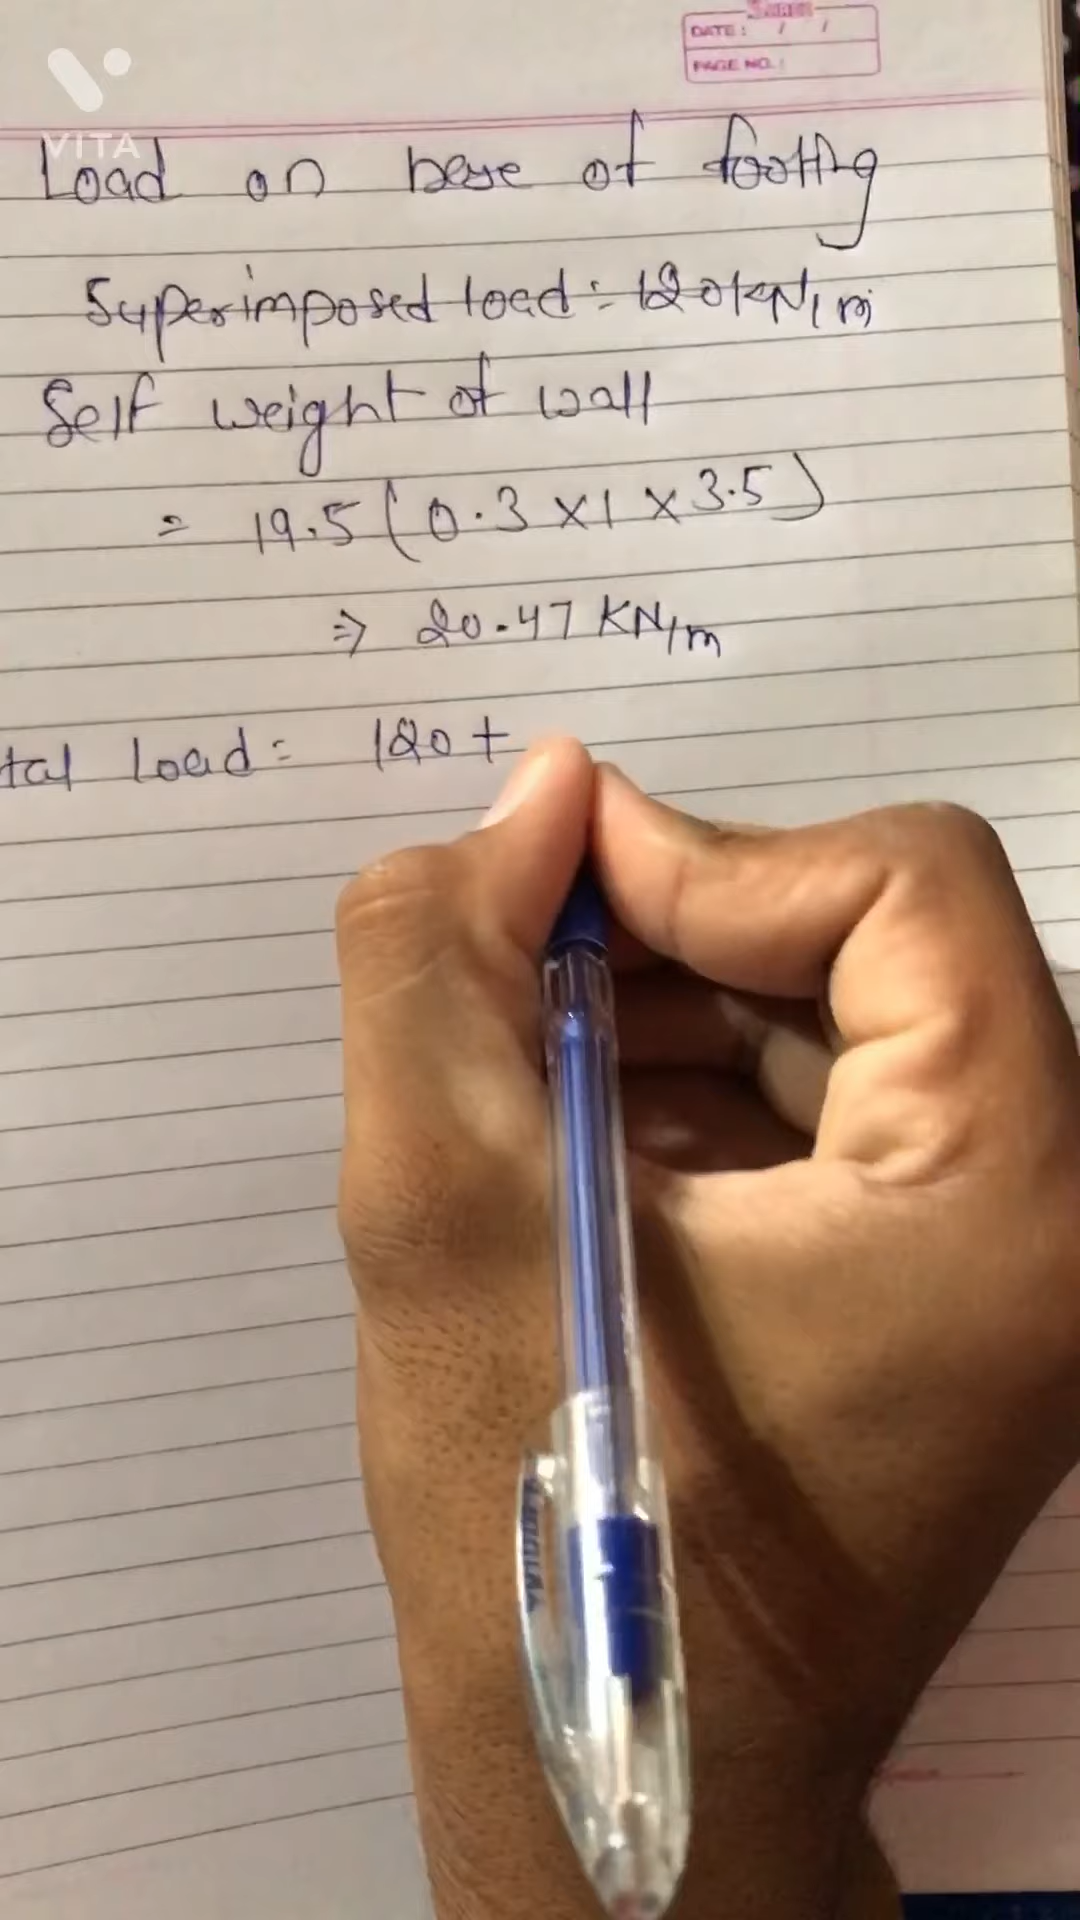 VITA
DATE: / /
PAGE NO.:
Load on base of footing
Superimposed load = 120 KN/m
Self weight of wall
= 19.5 (0.3 × 1 × 3.5)
⇒ 20.47 KN/m
tal load = 120 +